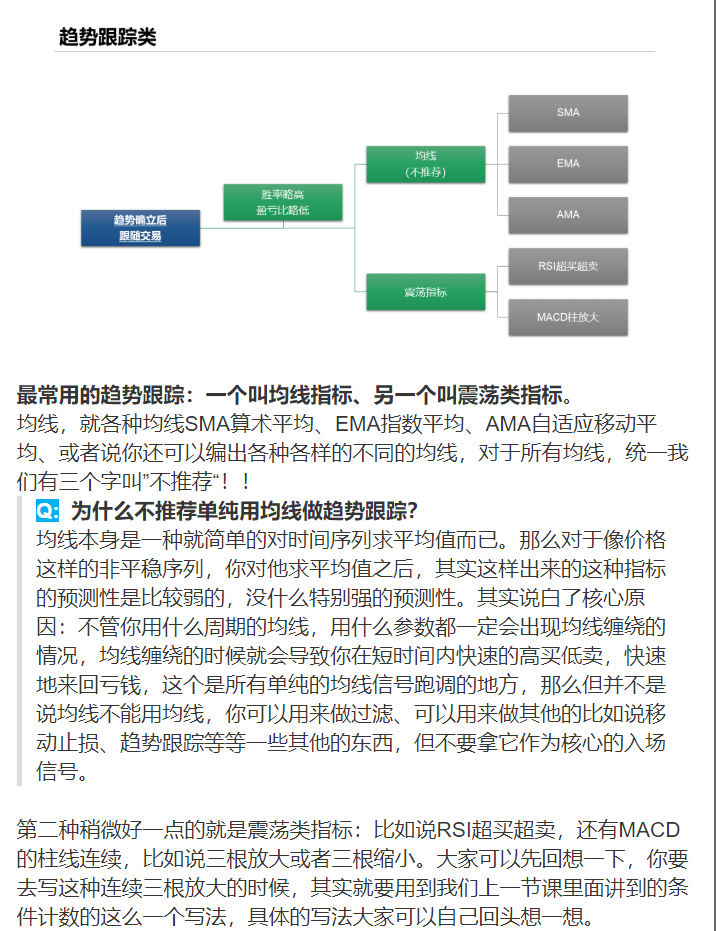 趋势跟踪类
SMA
均线
(不推荐)
EMA
胜率略高
盈亏比略低
趋势确立后
跟随交易
AMA
RSI超买超卖
震荡指标
MACD柱放大
最常用的趋势跟踪：一个叫均线指标、另一个叫震荡类指标。
均线，就各种均线SMA算术平均、EMA指数平均、AMA自适应移动平
均、或者说你还可以编出各种各样的不同的均线，对于所有均线，统一我
们有三个字叫”不推荐“！！
Q: 为什么不推荐单纯用均线做趋势跟踪？
均线本身是一种就简单的对时间序列求平均值而已。那么对于像价格
这样的非平稳序列，你对他求平均值之后，其实这样出来的这种指标
的预测性是比较弱的，没什么特别强的预测性。其实说白了核心原
因：不管你用什么周期的均线，用什么参数都一定会出现均线缠绕的
情况，均线缠绕的时候就会导致你在短时间内快速的高买低卖，快速
地来回亏钱，这个是所有单纯的均线信号跑调的地方，那么但并不是
说均线不能用均线，你可以用来做过滤、可以用来做其他的比如说移
动止损、趋势跟踪等等一些其他的东西，但不要拿它作为核心的入场
信号。
第二种稍微好一点的就是震荡类指标：比如说RSI超买超卖，还有MACD
的柱线连续，比如说三根放大或者三根缩小。大家可以先回想一下，你要
去写这种连续三根放大的时候，其实就要用到我们上一节课里面讲到的条
件计数的这么一个写法，具体的写法大家可以自己回头想一想。